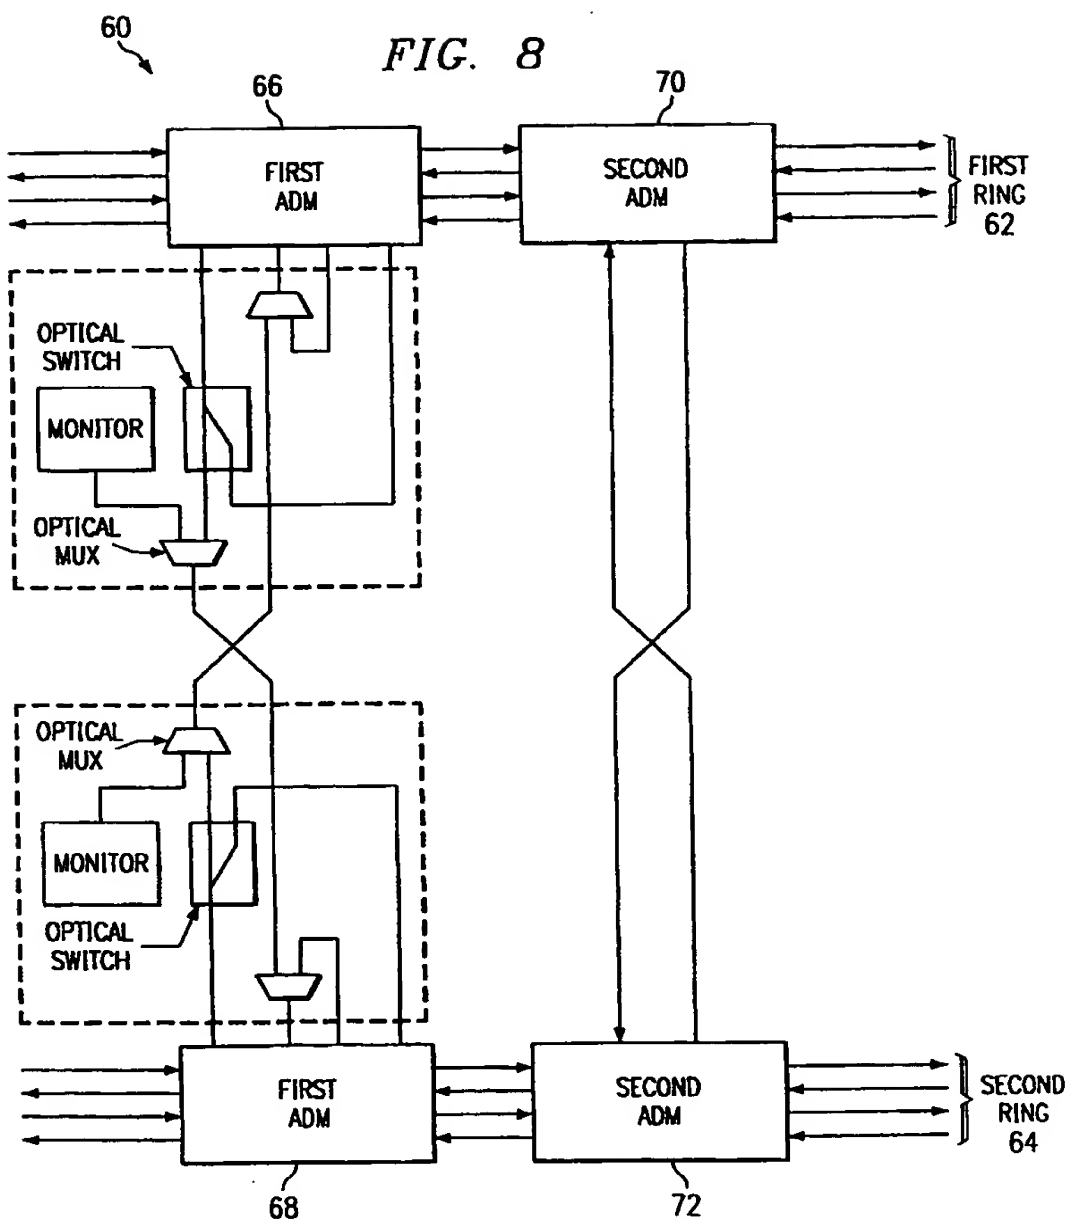 60
FIG. 8
66
70
FIRST
ADM
SECOND
ADM
FIRST
RING
62
OPTICAL
SWITCH
MONITOR
OPTICAL
MUX
OPTICAL
MUX
MONITOR
OPTICAL
SWITCH
FIRST
ADM
SECOND
ADM
SECOND
RING
64
68
72